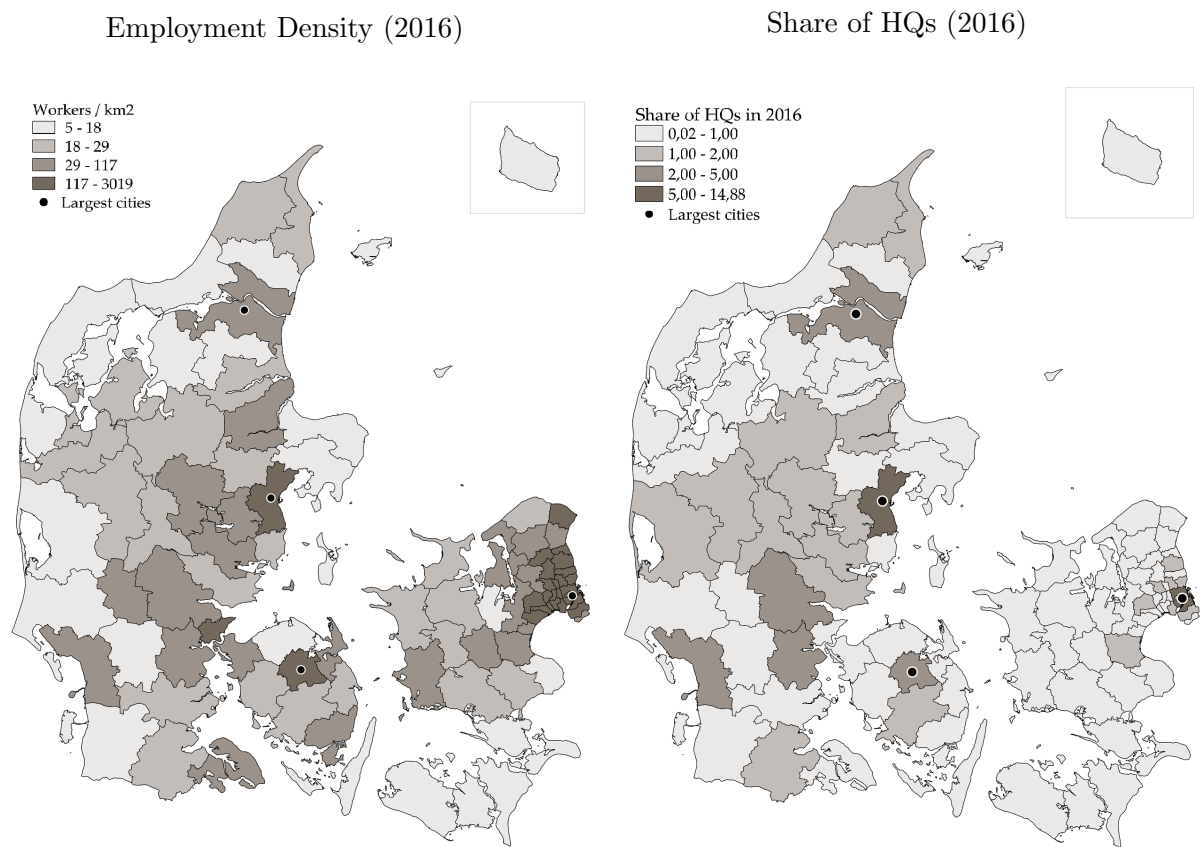 Employment Density (2016)
Workers / km2
5 - 18
18 - 29
29 - 117
117 - 3019
Largest cities
Share of HQs (2016)
Share of HQs in 2016
0,02 - 1,00
1,00 - 2,00
2,00 - 5,00
5,00 - 14,88
Largest cities